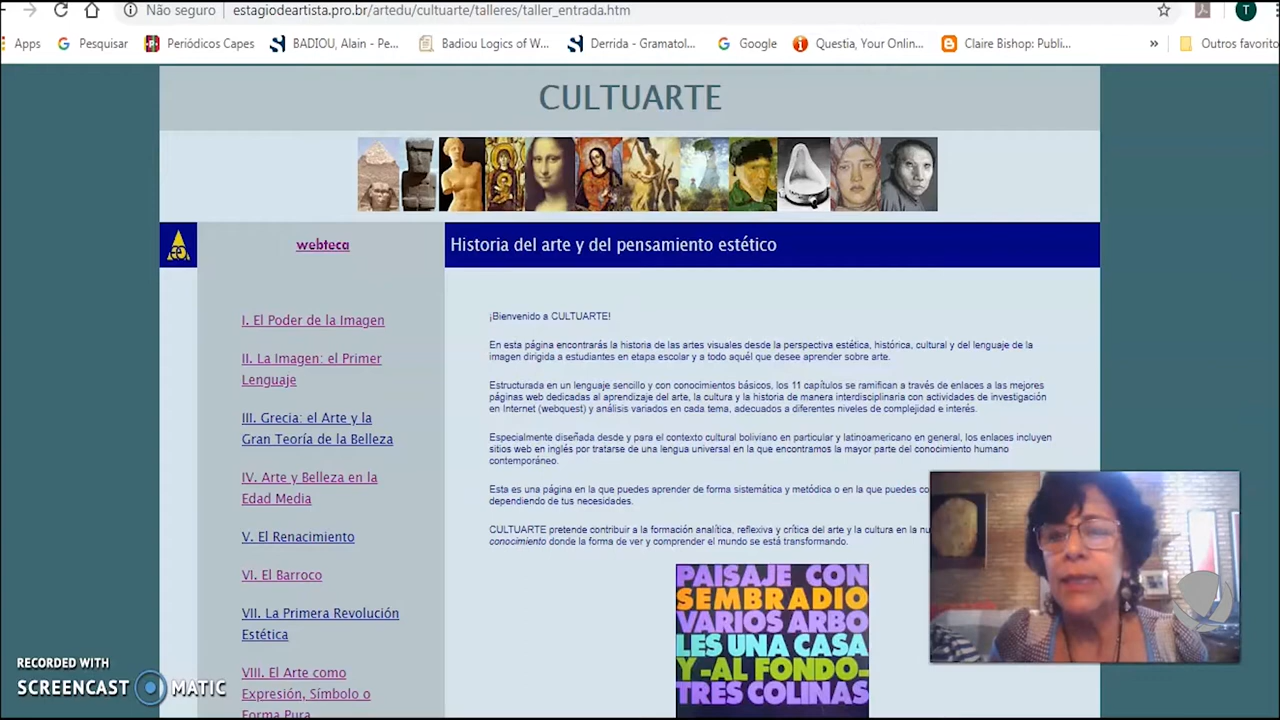 Não seguro
estagiodeartista.pro.br/artedu/cultuarte/talleres/taller_entrada.htm
T
Apps
Pesquisar
Periódicos Capes
BADIOU, Alain - Pe...
Badiou Logics of W...
Derrida - Gramatol...
Google
Questia, Your Onlin...
Claire Bishop: Publi...
»
Outros favorito
CULTUARTE
webteca
Historia del arte y del pensamiento estético
I. El Poder de la Imagen
II. La Imagen: el Primer
Lenguaje
III. Grecia: el Arte y la
Gran Teoría de la Belleza
IV. Arte y Belleza en la
Edad Media
V. El Renacimiento
VI. El Barroco
VII. La Primera Revolución
Estética
VIII. El Arte como
Expresión, Símbolo o
Forma Pura
¡Bienvenido a CULTUARTE!
En esta página encontrarás la historia de las artes visuales desde la perspectiva estética, histórica, cultural y del lenguaje de la
imagen dirigida a estudiantes en etapa escolar y a todo aquél que desee aprender sobre arte.
Estructurada en un lenguaje sencillo y con conocimientos básicos, los 11 capítulos se ramifican a través de enlaces a las mejores
páginas web dedicadas al aprendizaje del arte, la cultura y la historia de manera interdisciplinaria con actividades de investigación
en Internet (webquest) y análisis variados en cada tema, adecuados a diferentes niveles de complejidad e interés.
Especialmente diseñada desde y para el contexto cultural boliviano en particular y latinoamericano en general, los enlaces incluyen
sitios web en inglés por tratarse de una lengua universal en la que encontramos la mayor parte del conocimiento humano
contemporáneo.
Esta es una página en la que puedes aprender de forma sistemática y metódica o en la que puedes co
dependiendo de tus necesidades.
CULTUARTE pretende contribuir a la formación analítica, reflexiva y crítica del arte y la cultura en la nu
conocimiento donde la forma de ver y comprender el mundo se está transformando.
PAISAJE CON
SEMBRADIO
VARIOS ARBO
LES UNA CASA
Y -AL FONDO-
TRES COLINAS
RECORDED WITH
SCREENCAST MATIC